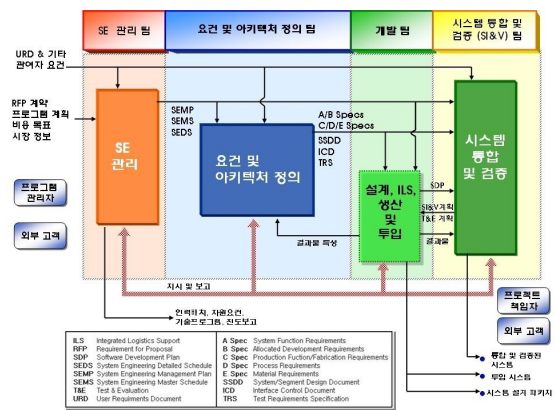 SE 관리 팀
요건 및 아키텍처 정의 팀
개발 팀
시스템 통합 및
검증 (SI&V) 팀
URD & 기타
관여자 요건
RFP 계약
프로그램 계획
비용 목표
시장 정보
SE
관리
SEMP
SEMS
SEDS
요건 및
아키텍처 정의
A/B Specs
C/D/E Specs
SSDD
ICD
TRS
설계, ILS,
생산
및
투입
SDP
SI&V계획
T&E 계획
결과물
시스템
통합
및 검증
프로그램
관리자
외부 고객
결과물 특성
지시 및 보고
프로젝트
책임자
외부 고객
인력배치, 자원요건,
기술프로그램, 진도보고
통합 및 검증된
시스템
투입 시스템
시스템 설계 패키지
ILS Integrated Logistics Support
RFP Requirement for Proposal
SDP Software Development Plan
SEDS System Engineering Detailed Schedule
SEMP System Engineering Management Plan
SEMS System Engineering Master Schedule
T&E Test & Evaluation
URD User Requirments Document
A Spec System Function Requirements
B Spec Allocated Development Requirements
C Spec Production Fuction/Fabrication Requirements
D Spec Process Requirements
E Spec Material Requirements
SSDD System/Segment Design Document
ICD Interface Control Document
TRS Test Requirements Specification